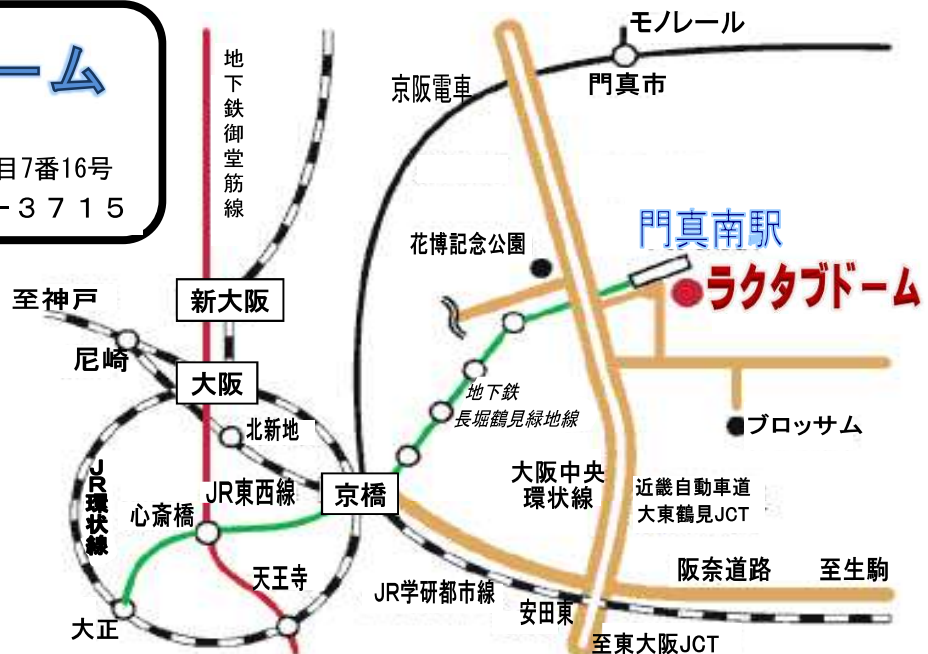 ーム
目7番16号
－３７１５
モノレール
門真市
京阪電車
地下鉄御堂筋線
花博記念公園
門真南駅
ラクタブドーム
新大阪
至神戸
尼崎
大阪
北新地
地下鉄
長堀鶴見緑地線
ブロッサム
JR環状線
JR東西線
京橋
心斎橋
大阪中央
環状線
近畿自動車道
大東鶴見JCT
天王寺
大正
JR学研都市線
安田東
阪奈道路
至生駒
至東大阪JCT